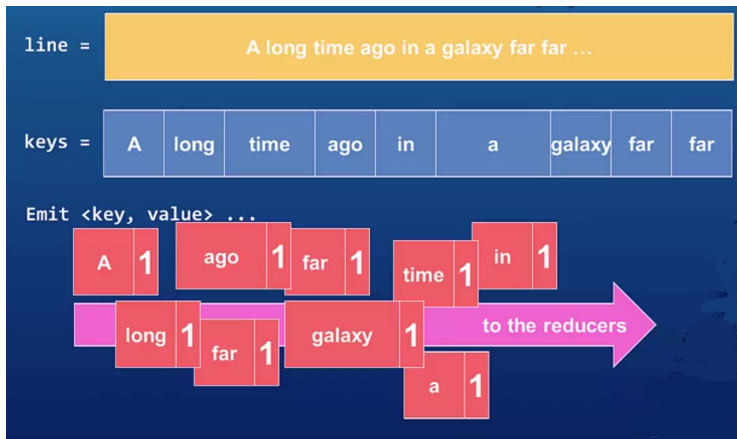 line = A long time ago in a galaxy far far ...
keys = A long time ago in a galaxy far far
Emit <key, value> ...
A 1 ago 1 far 1 time 1 in 1
to the reducers
long 1 far 1 galaxy 1
a 1